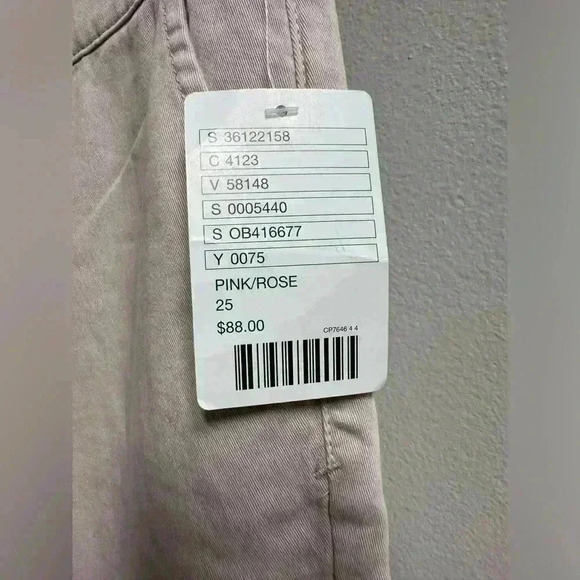 S 36122158
C 4123
V 58148
S 0005440
S OB416677
Y 0075
PINK/ROSE
25
$88.00
CP7646 4 4